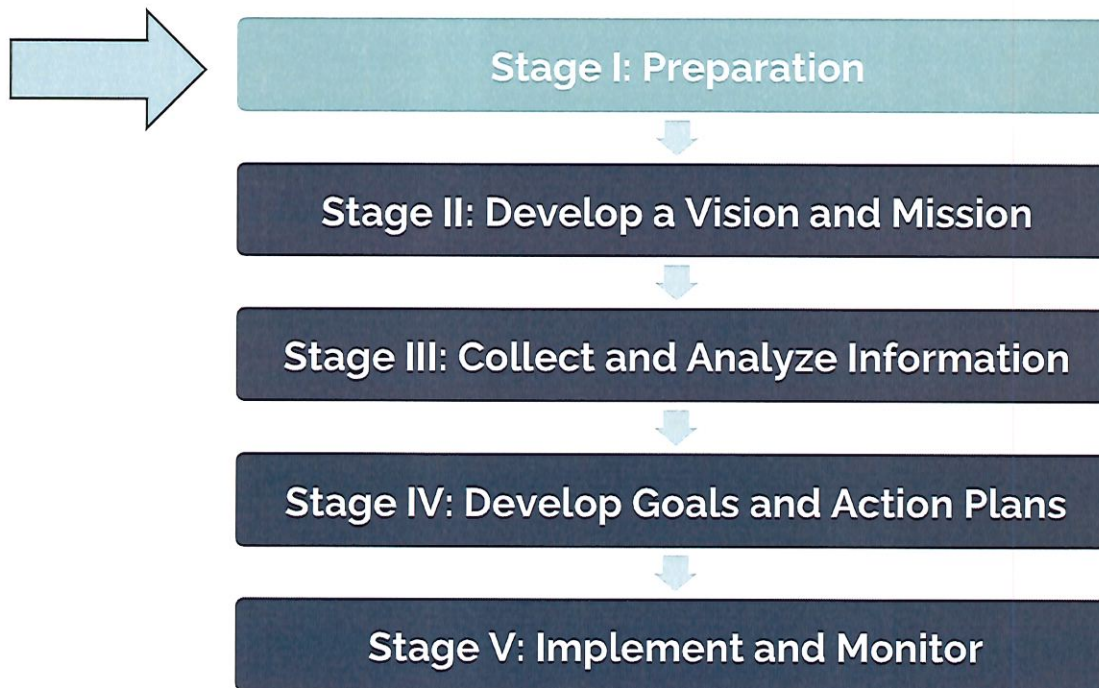 Stage I: Preparation
Stage II: Develop a Vision and Mission
Stage III: Collect and Analyze Information
Stage IV: Develop Goals and Action Plans
Stage V: Implement and Monitor